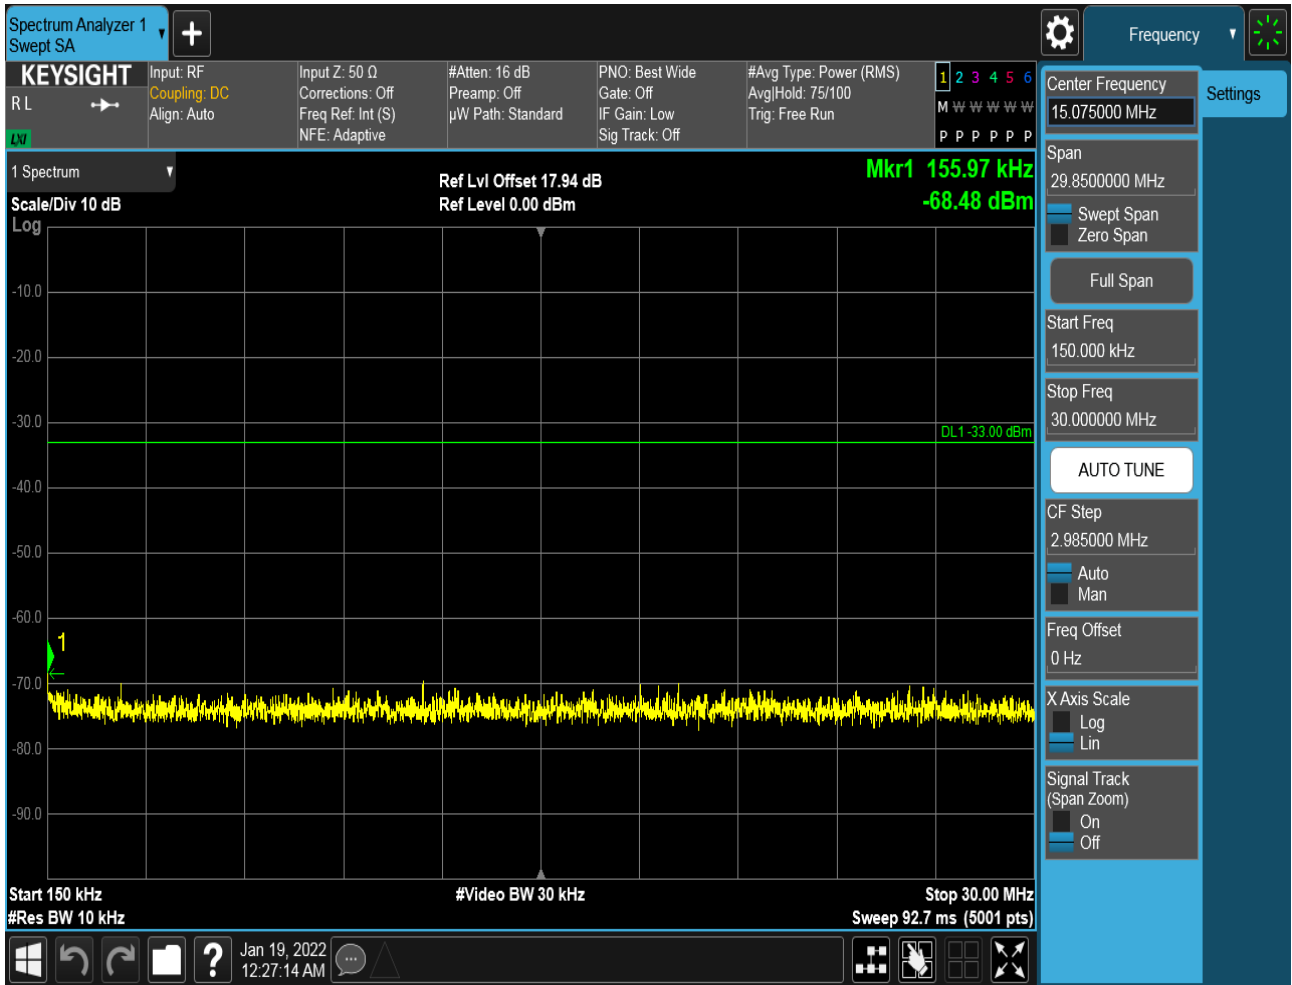 Spectrum Analyzer 1
Swept SA
Frequency
KEYSIGHT
R L
LXI
Input: RF
Coupling: DC
Align: Auto
Input Z: 50 Ω
Corrections: Off
Freq Ref: Int (S)
NFE: Adaptive
#Atten: 16 dB
Preamp: Off
µW Path: Standard
PNO: Best Wide
Gate: Off
IF Gain: Low
Sig Track: Off
#Avg Type: Power (RMS)
Avg|Hold: 75/100
Trig: Free Run
1 2 3 4 5 6
M W W W W W
P P P P P P
1 Spectrum
Scale/Div 10 dB
Log
Ref Lvl Offset 17.94 dB
Ref Level 0.00 dBm
Mkr1 155.97 kHz
-68.48 dBm
-10.0
-20.0
-30.0
DL1 -33.00 dBm
-40.0
-50.0
-60.0
1
-70.0
-80.0
-90.0
Start 150 kHz
#Video BW 30 kHz
Stop 30.00 MHz
#Res BW 10 kHz
Sweep 92.7 ms (5001 pts)
Center Frequency
15.075000 MHz
Settings
Span
29.8500000 MHz
Swept Span
Zero Span
Full Span
Start Freq
150.000 kHz
Stop Freq
30.000000 MHz
AUTO TUNE
CF Step
2.985000 MHz
Auto
Man
Freq Offset
0 Hz
X Axis Scale
Log
Lin
Signal Track
(Span Zoom)
On
Off
?
Jan 19, 2022
12:27:14 AM